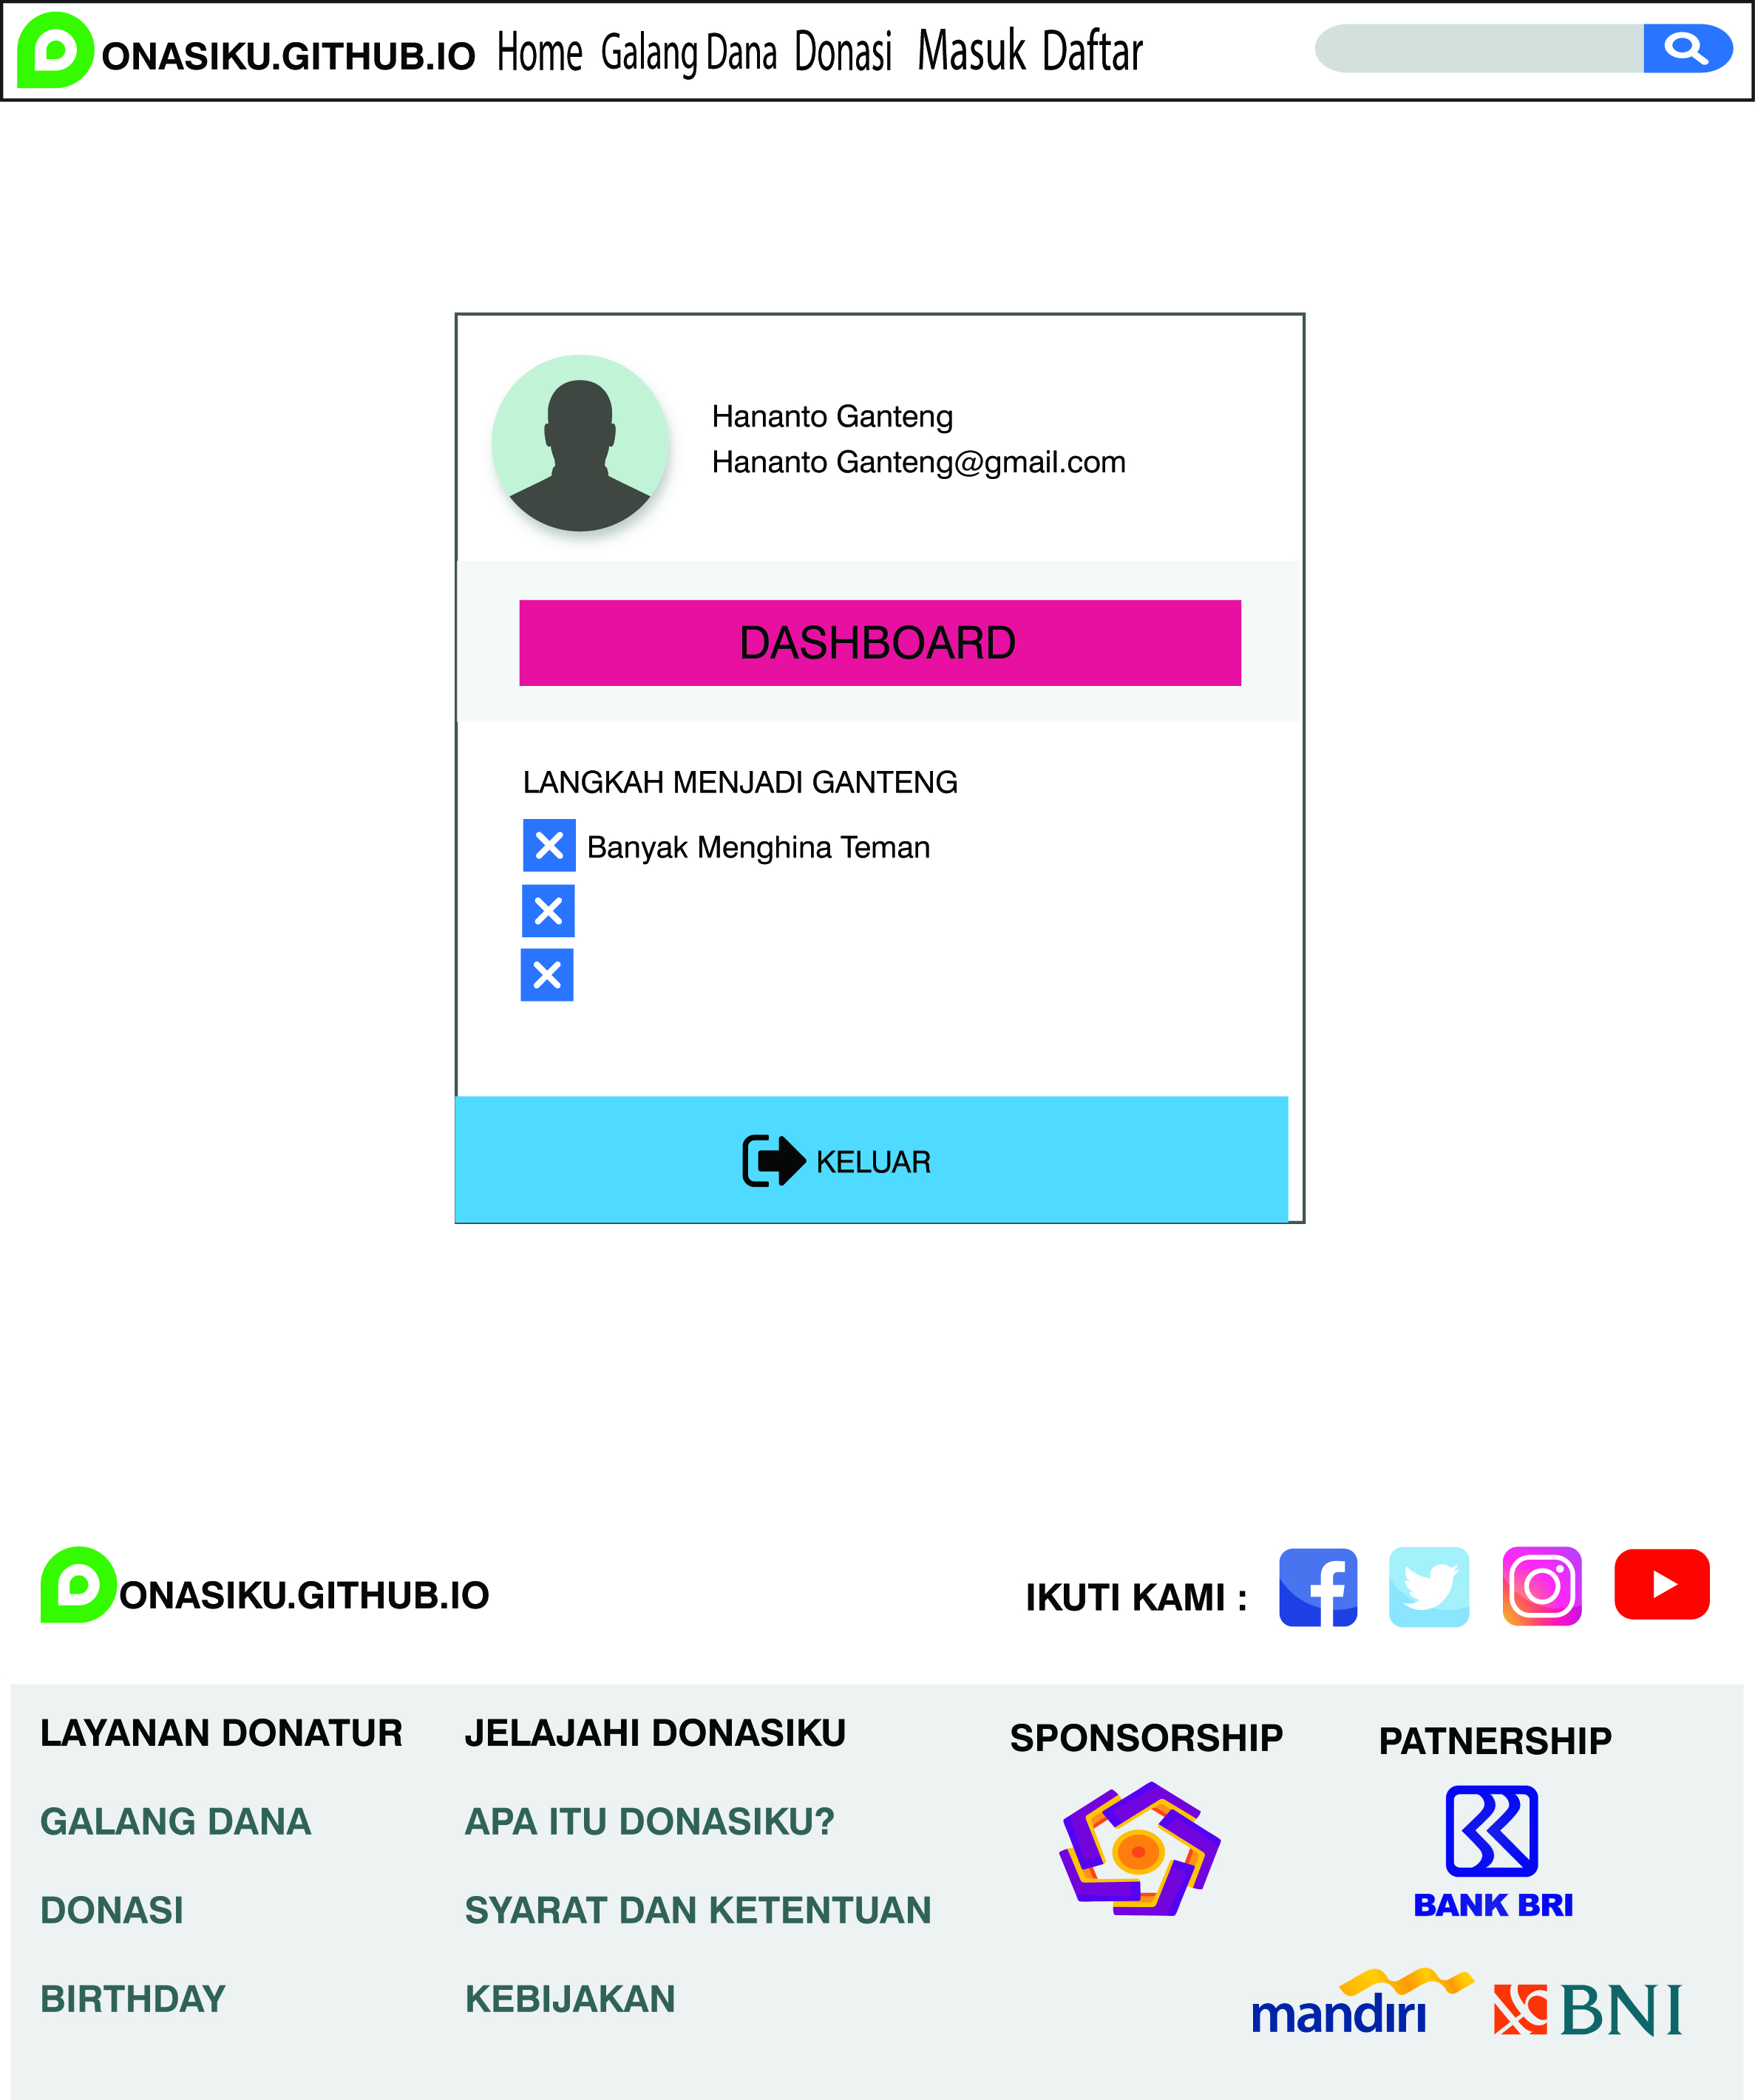 ONASIKU.GITHUB.IO Home Galang Dana Donasi Masuk Daftar
Hananto Ganteng
Hananto Ganteng@gmail.com
DASHBOARD
LANGKAH MENJADI GANTENG
Banyak Menghina Teman
KELUAR
ONASIKU.GITHUB.IO
IKUTI KAMI :
LAYANAN DONATUR
GALANG DANA
DONASI
BIRTHDAY
JELAJAHI DONASIKU
APA ITU DONASIKU?
SYARAT DAN KETENTUAN
KEBIJAKAN
SPONSORSHIP
PATNERSHIP
BANK BRI
mandiri
BNI